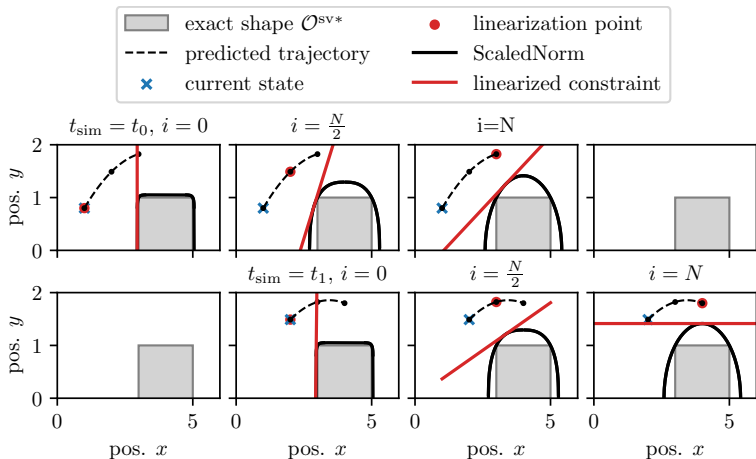 exact shape 𝒪^sv*
linearization point
predicted trajectory
ScaledNorm
current state
linearized constraint
t_sim = t_0, i = 0
i = N/2
i=N
2
1
0
pos. y
t_sim = t_1, i = 0
i = N/2
i = N
2
1
0
pos. y
0 5
0 5
0 5
0 5
pos. x
pos. x
pos. x
pos. x